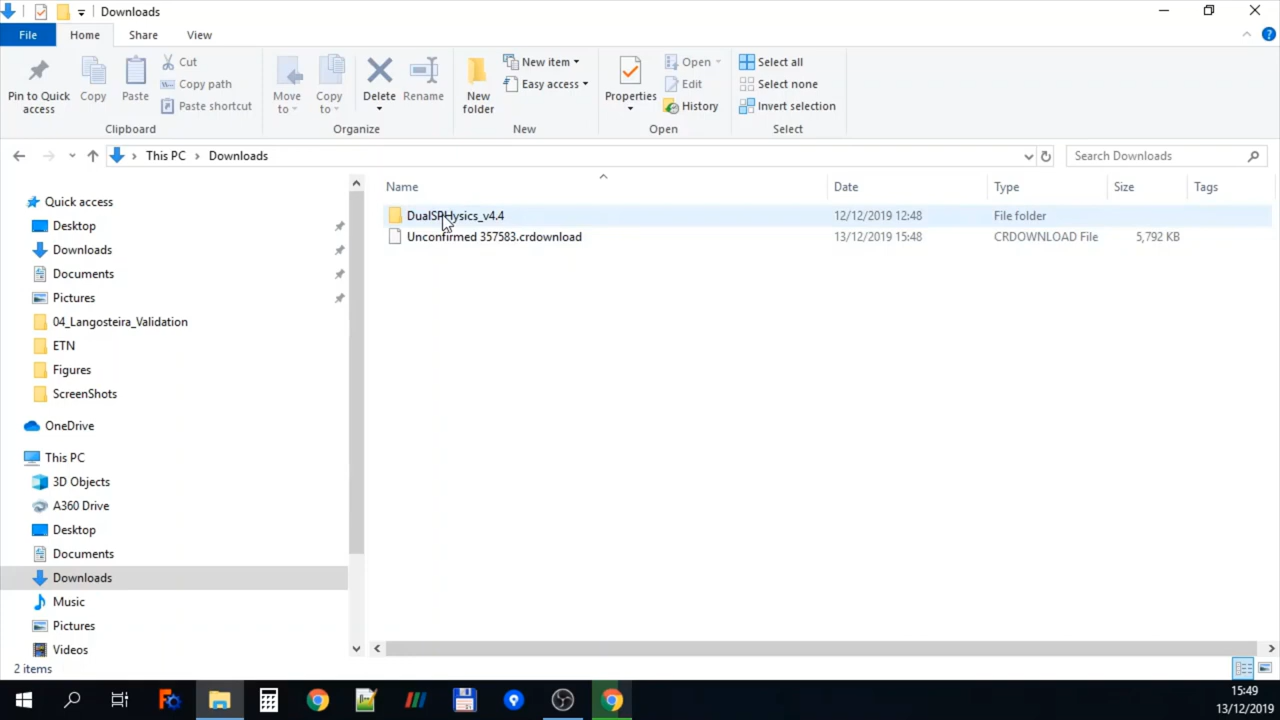 Downloads
File Home Share View
Pin to Quick access
Copy
Paste
Cut
Copy path
Paste shortcut
Move to
Copy to
Delete
Rename
New folder
New item
Easy access
Properties
Open
Edit
History
Select all
Select none
Invert selection
Clipboard Organize New Open Select
This PC > Downloads
Search Downloads
Name Date Type Size Tags
DualSPHysics_v4.4 12/12/2019 12:48 File folder
Unconfirmed 357583.crdownload 13/12/2019 15:48 CRDOWNLOAD File 5,792 KB
Quick access
Desktop
Downloads
Documents
Pictures
04_Langosteira_Validation
ETN
Figures
ScreenShots
OneDrive
This PC
3D Objects
A360 Drive
Desktop
Documents
Downloads
Music
Pictures
Videos
2 items
15:49
13/12/2019